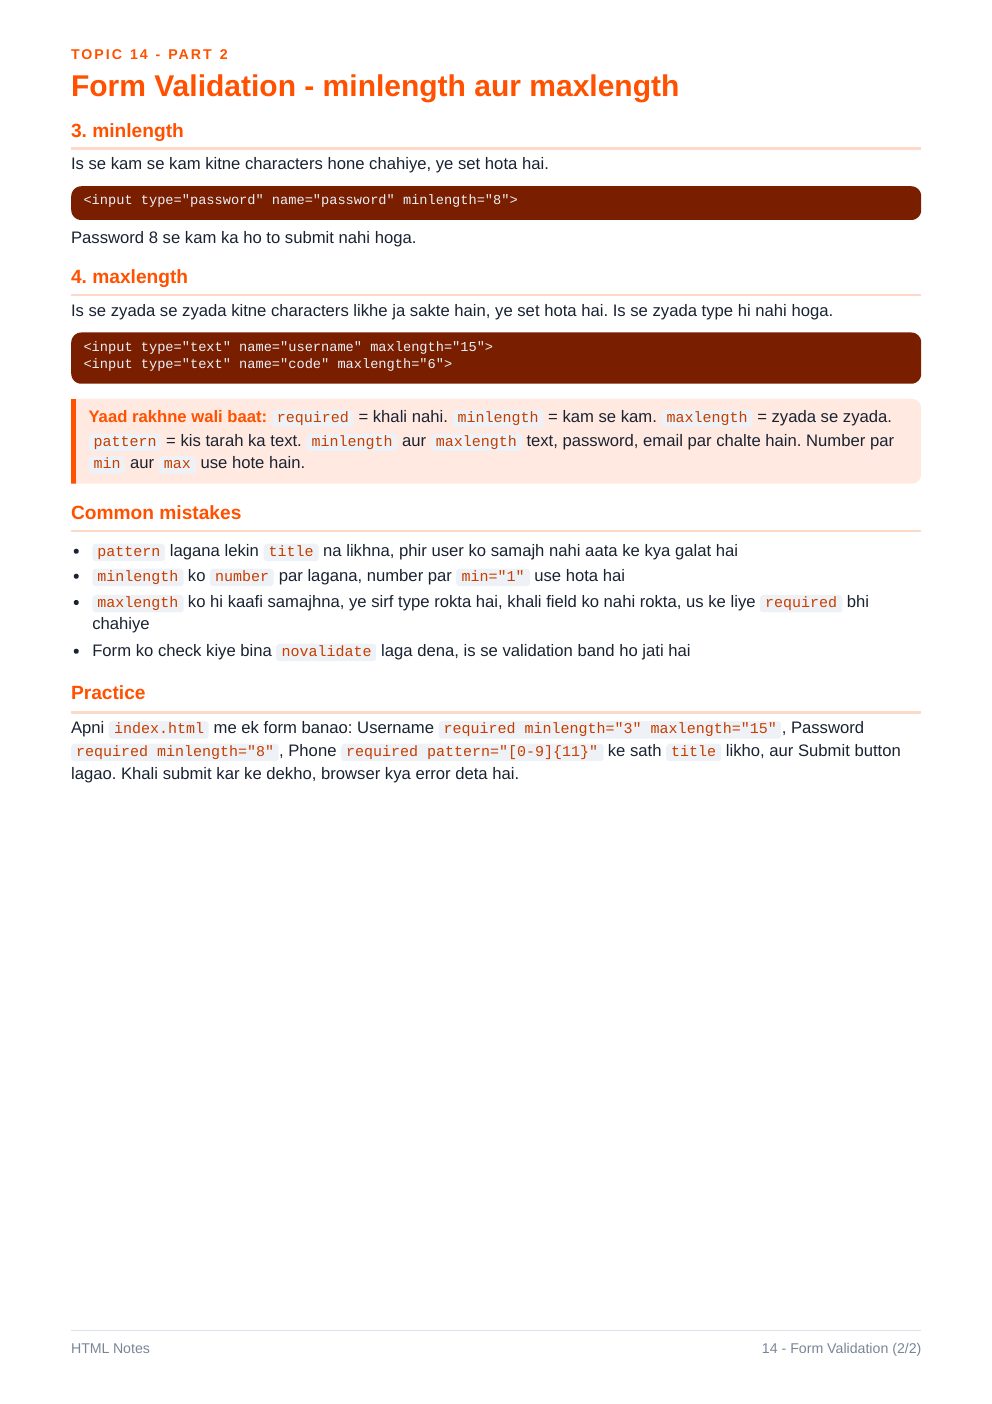 TOPIC 14 - PART 2
Form Validation - minlength aur maxlength
3. minlength
Is se kam se kam kitne characters hone chahiye, ye set hota hai.
<input type="password" name="password" minlength="8">
Password 8 se kam ka ho to submit nahi hoga.
4. maxlength
Is se zyada se zyada kitne characters likhe ja sakte hain, ye set hota hai. Is se zyada type hi nahi hoga.
<input type="text" name="username" maxlength="15">
<input type="text" name="code" maxlength="6">
Yaad rakhne wali baat: required = khali nahi. minlength = kam se kam. maxlength = zyada se zyada.
pattern = kis tarah ka text. minlength aur maxlength text, password, email par chalte hain. Number par
min aur max use hote hain.
Common mistakes
• pattern lagana lekin title na likhna, phir user ko samajh nahi aata ke kya galat hai
• minlength ko number par lagana, number par min="1" use hota hai
• maxlength ko hi kaafi samajhna, ye sirf type rokta hai, khali field ko nahi rokta, us ke liye required bhi
chahiye
• Form ko check kiye bina novalidate laga dena, is se validation band ho jati hai
Practice
Apni index.html me ek form banao: Username required minlength="3" maxlength="15", Password
required minlength="8", Phone required pattern="[0-9]{11}" ke sath title likho, aur Submit button
lagao. Khali submit kar ke dekho, browser kya error deta hai.
HTML Notes
14 - Form Validation (2/2)